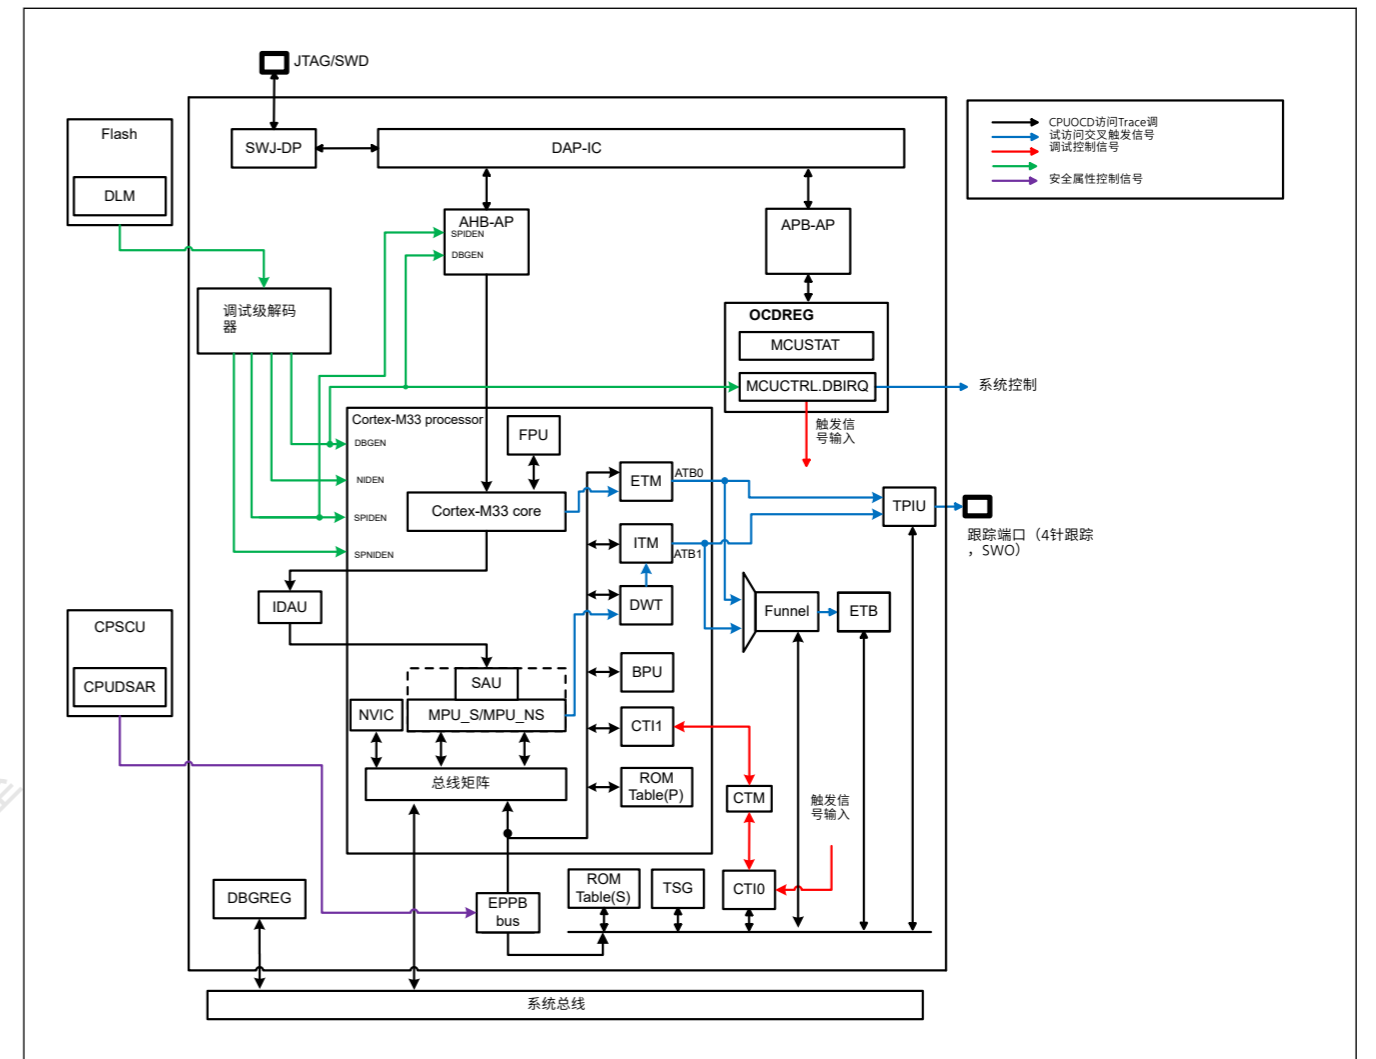 JTAG/SWD
Flash
DLM
SWJ-DP
DAP-IC
CPUOCD访问Trace调
试访问交叉触发信号
调试控制信号
安全属性控制信号
AHB-AP
SPIDEN
DBGEN
APB-AP
调试级解码
器
OCDREG
MCUSTAT
MCUCTRL.DBIRQ
系统控制
触发信
号输入
Cortex-M33 processor
FPU
DBGEN
NIDEN
SPIDEN
SPNIDEN
Cortex-M33 core
ETM
ATB0
ITM
ATB1
DWT
TPIU
跟踪端口（4针跟踪
，SWO）
IDAU
Funnel
ETB
CPSCU
CPUDSAR
SAU
MPU_S/MPU_NS
NVIC
BPU
CTI1
总线矩阵
ROM
Table(P)
CTM
触发信
号输入
DBGREG
EPPB
bus
ROM
Table(S)
TSG
CTI0
系统总线